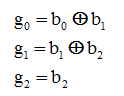 g₀ = b₀ ⊕ b₁
g₁ = b₁ ⊕ b₂
g₂ = b₂